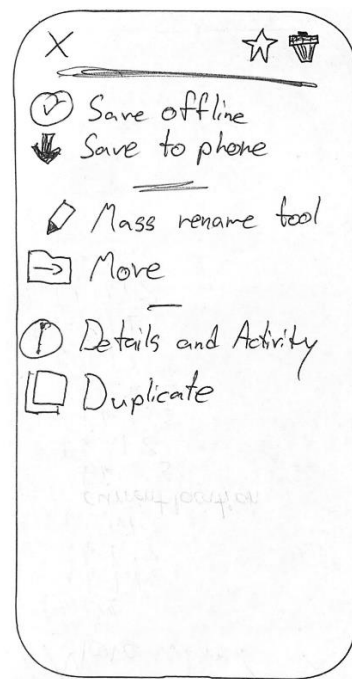 Save offline
Save to phone
Mass rename tool
Move
Details and Activity
Duplicate